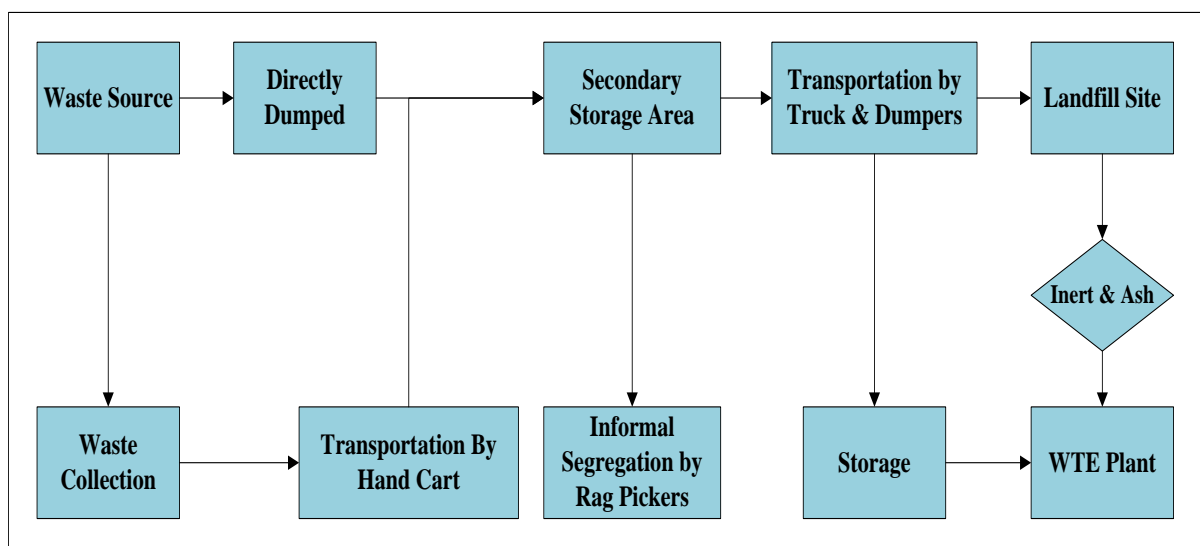 Waste Source
Directly
Dumped
Secondary
Storage Area
Transportation by
Truck & Dumpers
Landfill Site
Inert & Ash
Waste
Collection
Transportation By
Hand Cart
Informal
Segregation by
Rag Pickers
Storage
WTE Plant